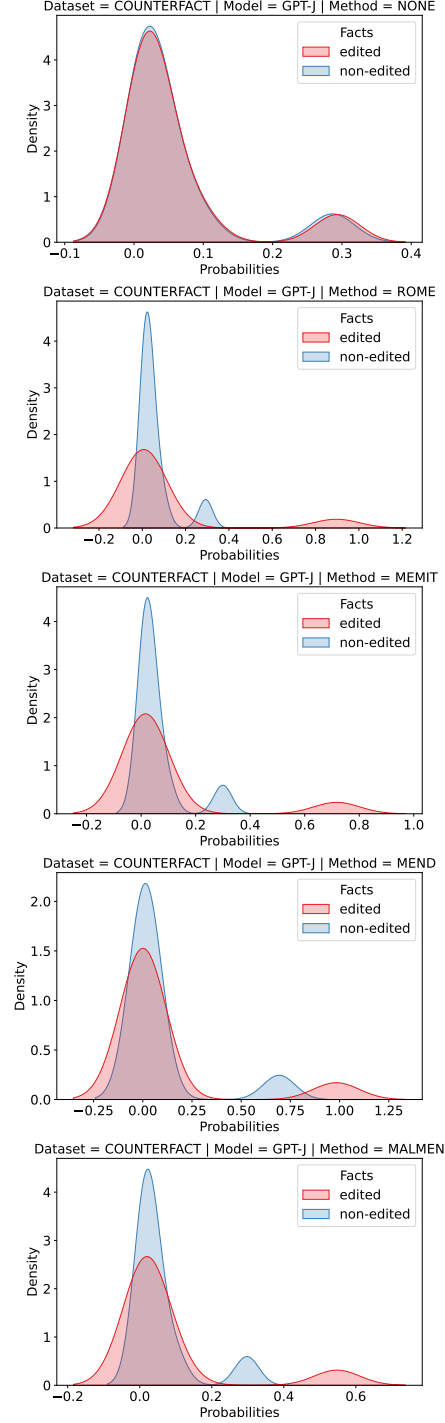 Dataset = COUNTERFACT | Model = GPT-J | Method = NONE
Facts
edited
non-edited
Density
4
3
2
1
0
−0.1 0.0 0.1 0.2 0.3 0.4
Probabilities
Dataset = COUNTERFACT | Model = GPT-J | Method = ROME
Facts
edited
non-edited
Density
4
3
2
1
0
−0.2 0.0 0.2 0.4 0.6 0.8 1.0 1.2
Probabilities
Dataset = COUNTERFACT | Model = GPT-J | Method = MEMIT
Facts
edited
non-edited
Density
4
3
2
1
0
−0.2 0.0 0.2 0.4 0.6 0.8 1.0
Probabilities
Dataset = COUNTERFACT | Model = GPT-J | Method = MEND
Facts
edited
non-edited
Density
2.0
1.5
1.0
0.5
0.0
−0.25 0.00 0.25 0.50 0.75 1.00 1.25
Probabilities
Dataset = COUNTERFACT | Model = GPT-J | Method = MALMEN
Facts
edited
non-edited
Density
4
3
2
1
0
−0.2 0.0 0.2 0.4 0.6
Probabilities